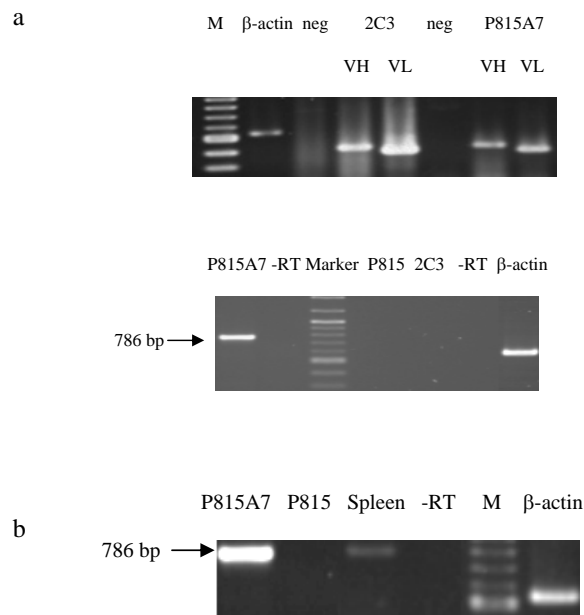 a
M β-actin neg 2C3 neg P815A7
VH VL VH VL
P815A7 -RT Marker P815 2C3 -RT β-actin
786 bp
P815A7 P815 Spleen -RT M β-actin
b
786 bp